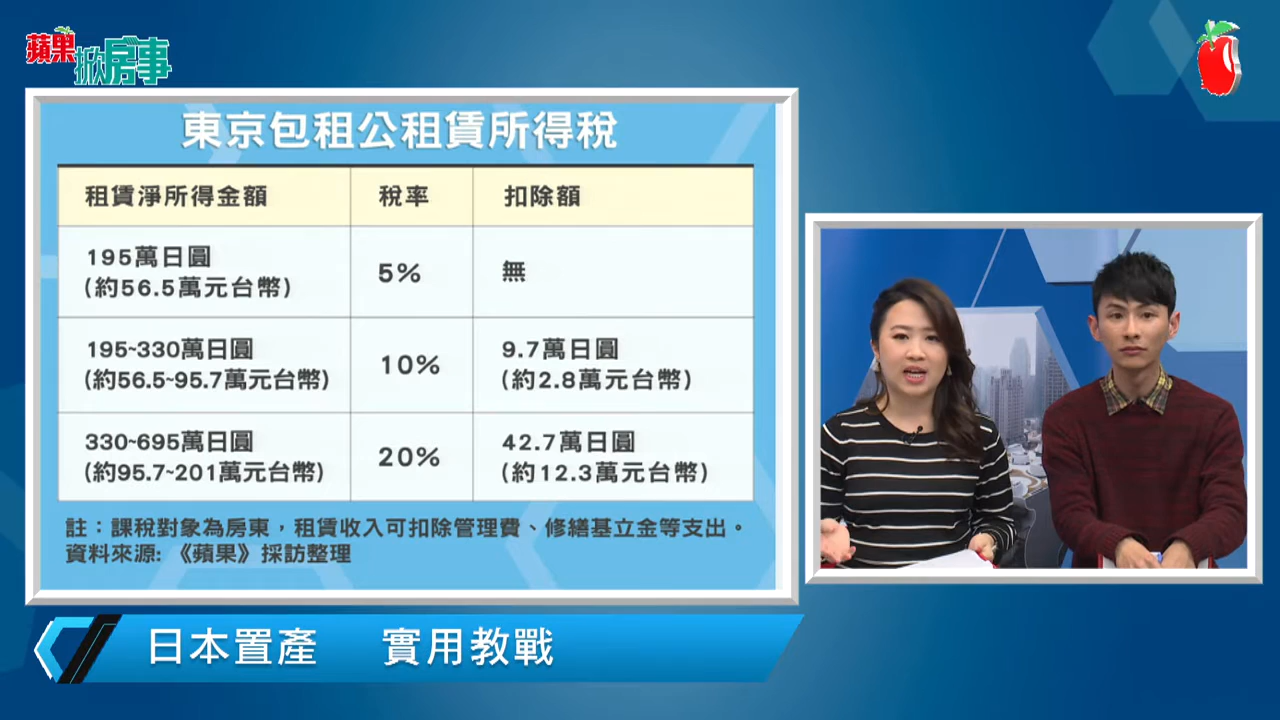 蘋果
掀房事
東京包租公租賃所得稅
租賃淨所得金額 稅率 扣除額
195萬日圓
(約56.5萬元台幣) 5% 無
195~330萬日圓
(約56.5~95.7萬元台幣) 10% 9.7萬日圓
(約2.8萬元台幣)
330~695萬日圓
(約95.7~201萬元台幣) 20% 42.7萬日圓
(約12.3萬元台幣)
註：課稅對象為房東，租賃收入可扣除管理費、修繕基立金等支出。
資料來源:《蘋果》採訪整理
日本置產 實用教戰